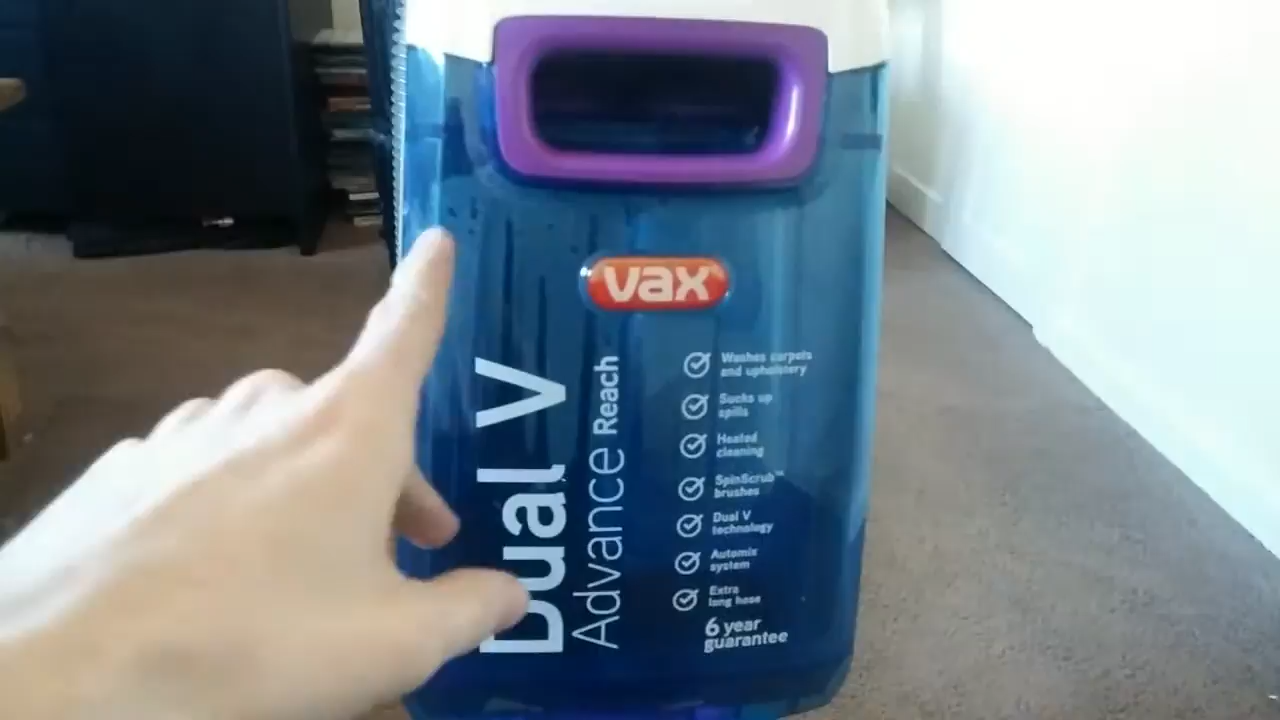 vax
Dual V
Advance Reach
Washes carpets
and upholstery
Sucks up
spills
Heated
cleaning
SpinScrub™
brushes
Dual V
technology
Automix
system
Extra
long hose
6 year
guarantee